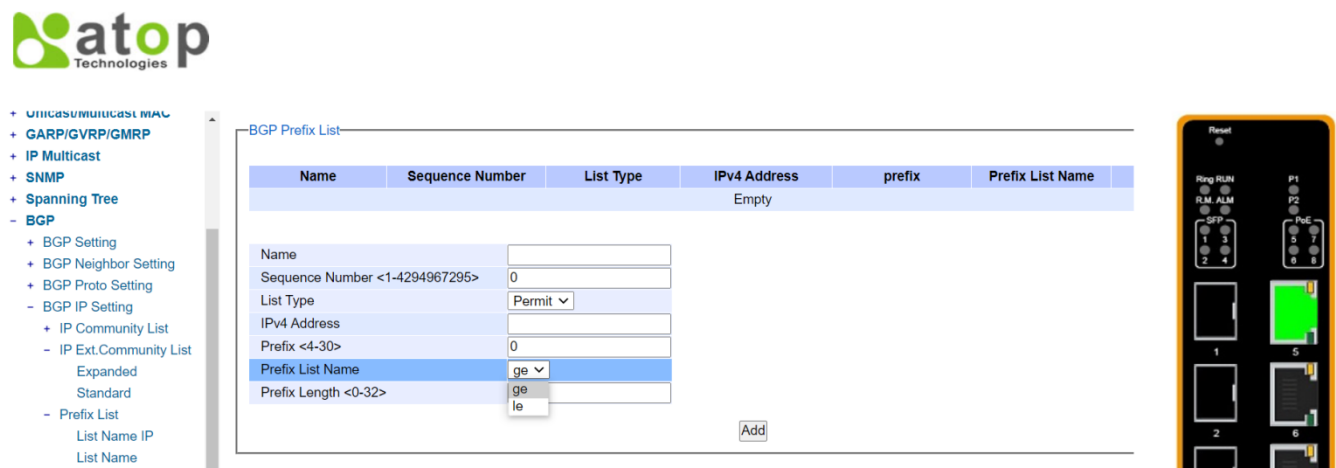 atop
Technologies
+ Unicast/Multicast MAC
+ GARP/GVRP/GMRP
+ IP Multicast
+ SNMP
+ Spanning Tree
− BGP
+ BGP Setting
+ BGP Neighbor Setting
+ BGP Proto Setting
− BGP IP Setting
+ IP Community List
− IP Ext.Community List
Expanded
Standard
− Prefix List
List Name IP
List Name
BGP Prefix List
Name Sequence Number List Type IPv4 Address prefix Prefix List Name
Empty
Name
Sequence Number <1-4294967295> 0
List Type Permit
IPv4 Address
Prefix <4-30> 0
Prefix List Name ge
ge
Prefix Length <0-32>
le
Add
Reset
Ring RUN P1
R.M. ALM P2
SFP PoE
1 3 5 7
2 4 6 8
1 5
2 6